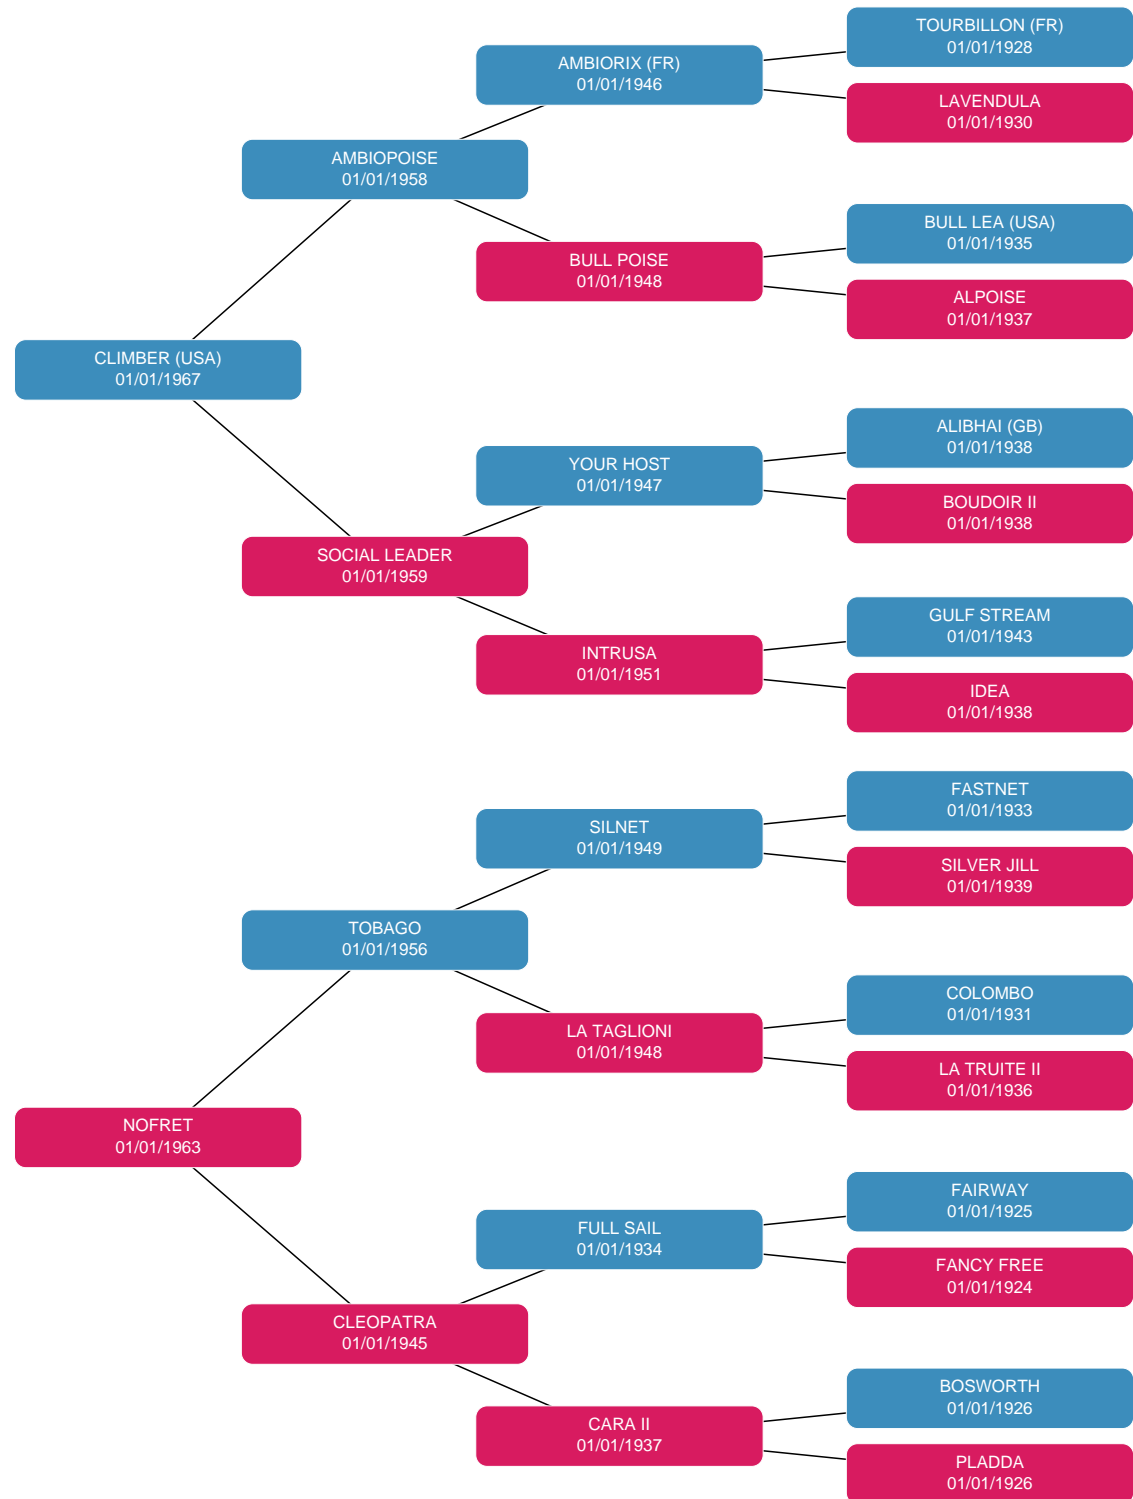 TOURBILLON (FR)
01/01/1928
AMBIORIX (FR)
01/01/1946
LAVENDULA
01/01/1930
AMBIOPOISE
01/01/1958
BULL LEA (USA)
01/01/1935
BULL POISE
01/01/1948
ALPOISE
01/01/1937
CLIMBER (USA)
01/01/1967
ALIBHAI (GB)
01/01/1938
YOUR HOST
01/01/1947
BOUDOIR II
01/01/1938
SOCIAL LEADER
01/01/1959
GULF STREAM
01/01/1943
INTRUSA
01/01/1951
IDEA
01/01/1938
FASTNET
01/01/1933
SILNET
01/01/1949
SILVER JILL
01/01/1939
TOBAGO
01/01/1956
COLOMBO
01/01/1931
LA TAGLIONI
01/01/1948
LA TRUITE II
01/01/1936
NOFRET
01/01/1963
FAIRWAY
01/01/1925
FULL SAIL
01/01/1934
FANCY FREE
01/01/1924
CLEOPATRA
01/01/1945
BOSWORTH
01/01/1926
CARA II
01/01/1937
PLADDA
01/01/1926